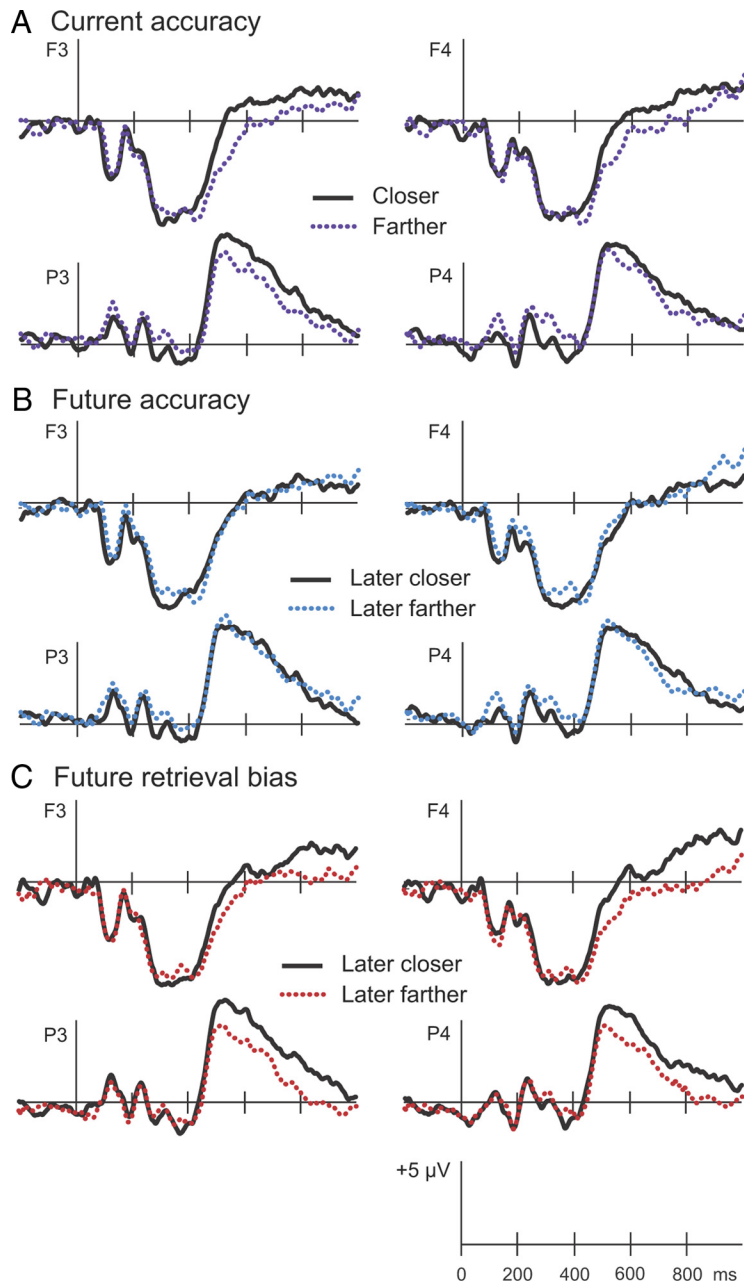 A Current accuracy
F3
F4
Closer
Farther
P3
P4
B Future accuracy
F3
F4
Later closer
Later farther
P3
P4
C Future retrieval bias
F3
F4
Later closer
Later farther
P3
P4
+5 µV
0 200 400 600 800 ms